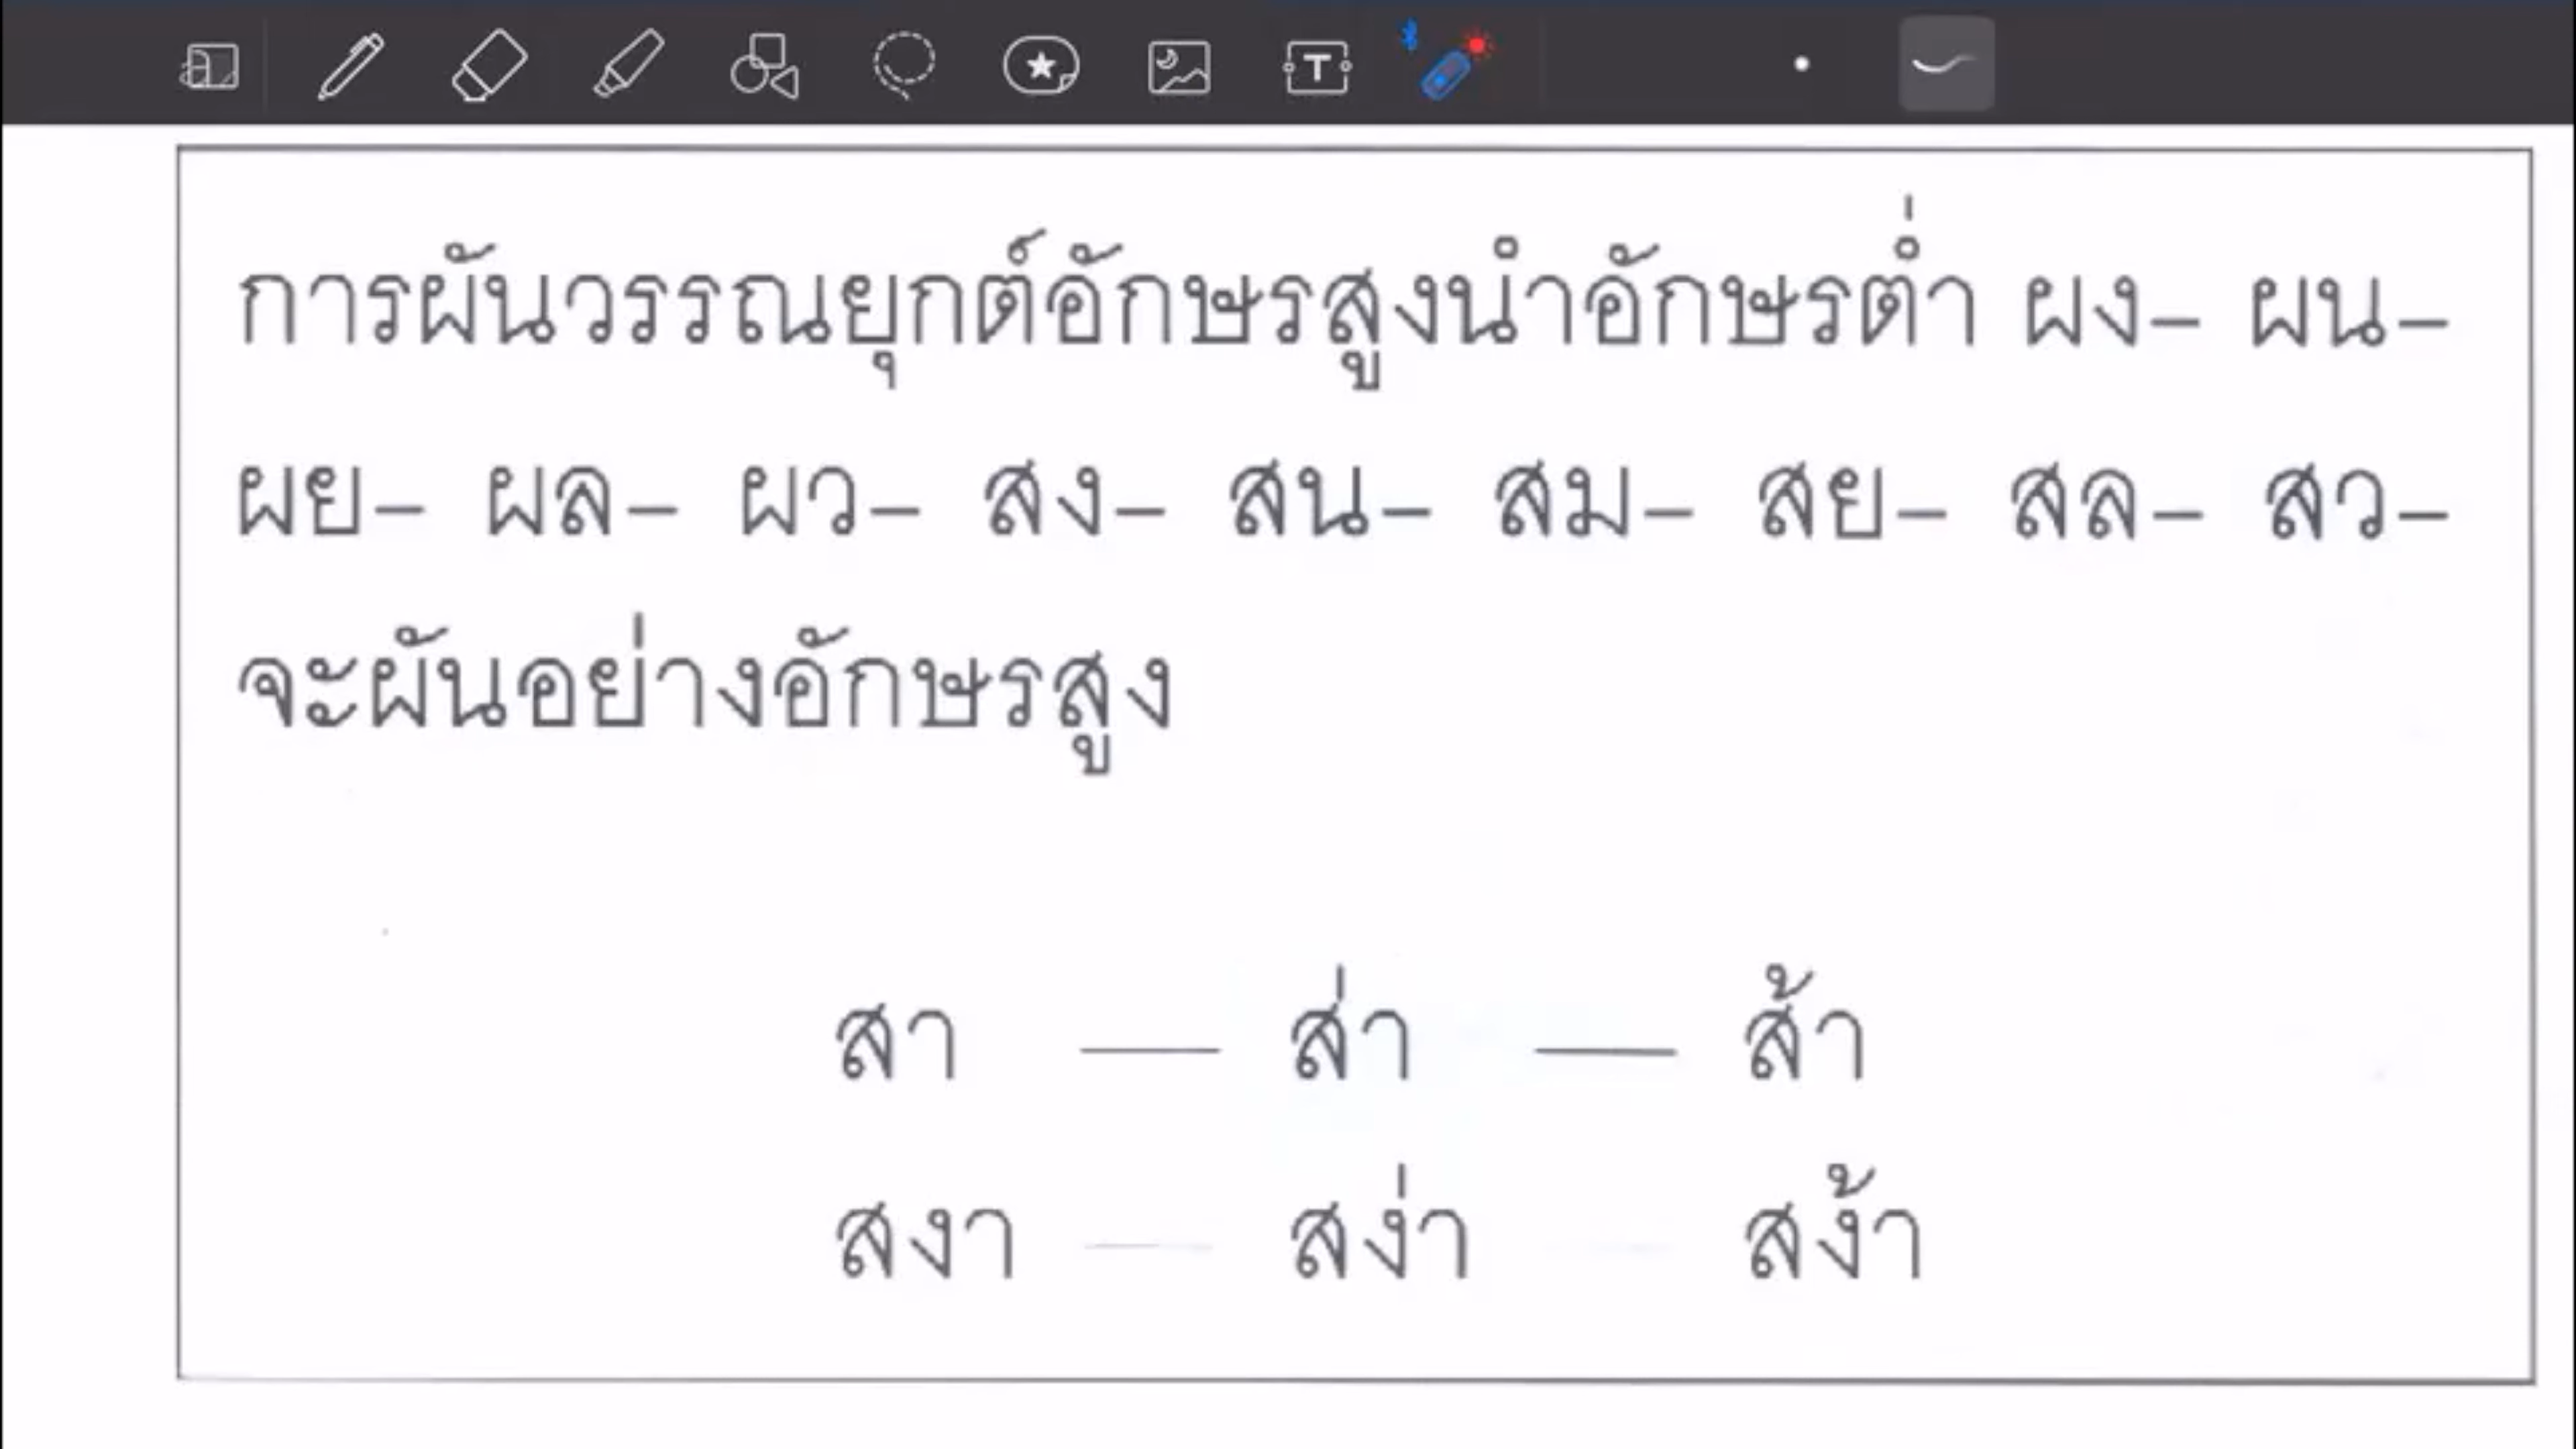 การผันวรรณยุกต์อักษรสูงนำอักษรต่ำ ผง- ผน-
ผย- ผล- ผว- สง- สน- สม- สย- สล- สว-
จะผันอย่างอักษรสูง
สา — ส่า — ส้า
สงา — สง่า — สง้า